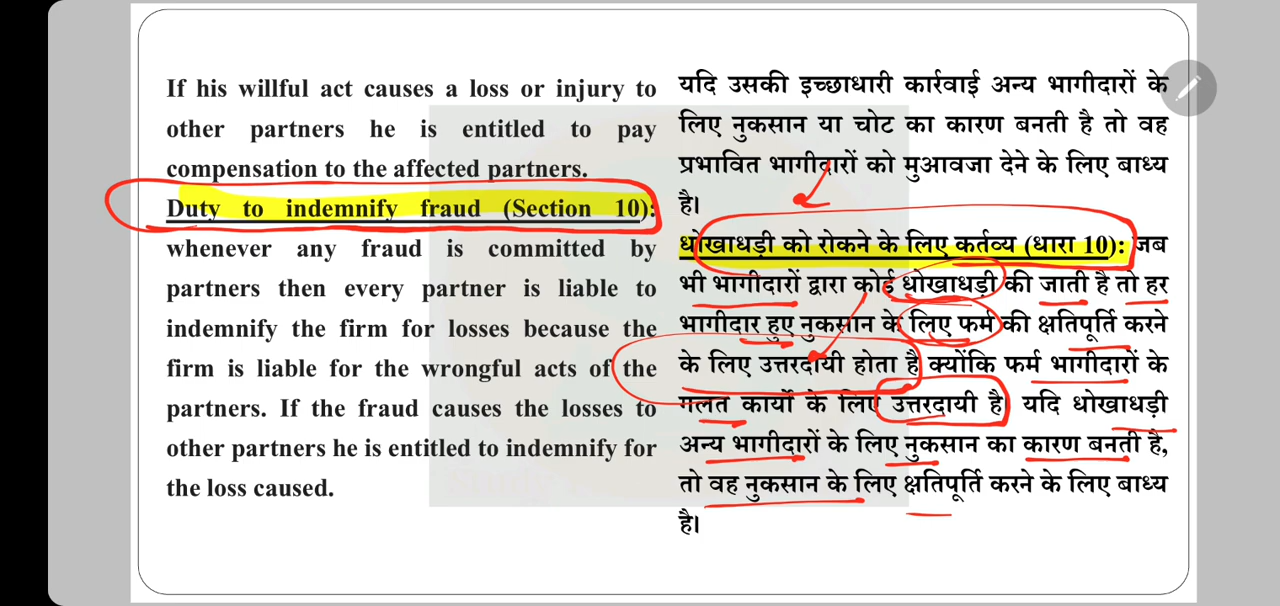 If his willful act causes a loss or injury to
other partners he is entitled to pay
compensation to the affected partners.
Duty to indemnify fraud (Section 10):
whenever any fraud is committed by
partners then every partner is liable to
indemnify the firm for losses because the
firm is liable for the wrongful acts of the
partners. If the fraud causes the losses to
other partners he is entitled to indemnify for
the loss caused.
यदि उसकी इच्छाधारी कार्रवाई अन्य भागीदारों के
लिए नुकसान या चोट का कारण बनती है तो वह
प्रभावित भागीदारों को मुआवजा देने के लिए बाध्य
है।
धोखाधड़ी को रोकने के लिए कर्तव्य (धारा 10): जब
भी भागीदारों द्वारा कोई धोखाधड़ी की जाती है तो हर
भागीदार हुए नुकसान के लिए फर्म की क्षतिपूर्ति करने
के लिए उत्तरदायी होता है क्योंकि फर्म भागीदारों के
गलत कार्यो के लिए उत्तरदायी है। यदि धोखाधड़ी
अन्य भागीदारों के लिए नुकसान का कारण बनती है,
तो वह नुकसान के लिए क्षतिपूर्ति करने के लिए बाध्य
है।